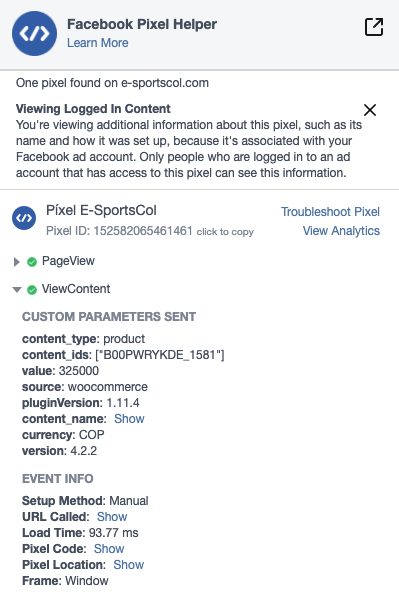 Facebook Pixel Helper
Learn More
One pixel found on e-sportscol.com
Viewing Logged In Content
You're viewing additional information about this pixel, such as its
name and how it was set up, because it's associated with your
Facebook ad account. Only people who are logged in to an ad
account that has access to this pixel can see this information.
Píxel E-SportsCol
Troubleshoot Pixel
Pixel ID: 152582065461461 click to copy
View Analytics
PageView
ViewContent
CUSTOM PARAMETERS SENT
content_type: product
content_ids: ["B00PWRYKDE_1581"]
value: 325000
source: woocommerce
pluginVersion: 1.11.4
content_name: Show
currency: COP
version: 4.2.2
EVENT INFO
Setup Method: Manual
URL Called: Show
Load Time: 93.77 ms
Pixel Code: Show
Pixel Location: Show
Frame: Window